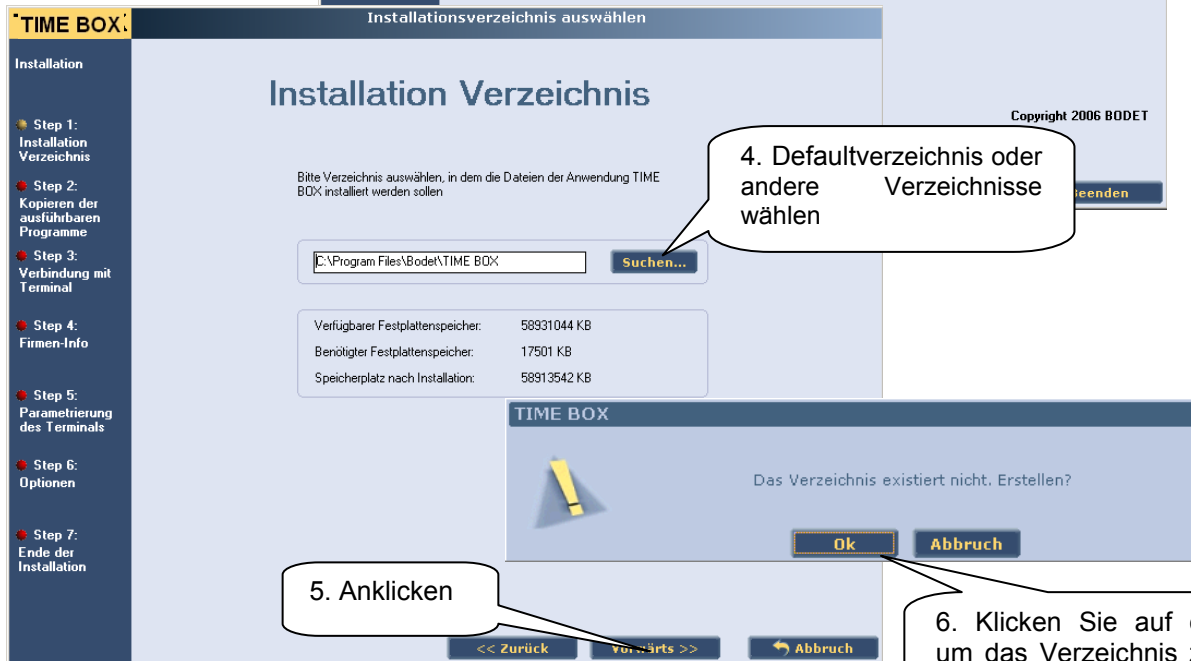 TIME BOX
Installationsverzeichnis auswählen
Installation
Step 1:
Installation
Verzeichnis
Step 2:
Kopieren der
ausführbaren
Programme
Step 3:
Verbindung mit
Terminal
Step 4:
Firmen-Info
Step 5:
Parametrierung
des Terminals
Step 6:
Optionen
Step 7:
Ende der
Installation
Installation Verzeichnis
Bitte Verzeichnis auswählen, in dem die Dateien der Anwendung TIME
BOX installiert werden sollen
C:\Program Files\Bodet\TIME BOX
Suchen...
Verfügbarer Festplattenspeicher: 58931044 KB
Benötigter Festplattenspeicher: 17501 KB
Speicherplatz nach Installation: 58913542 KB
Copyright 2006 BODET
Beenden
4. Defaultverzeichnis oder
andere Verzeichnisse
wählen
TIME BOX
Das Verzeichnis existiert nicht. Erstellen?
Ok
Abbruch
5. Anklicken
<< Zurück
Vorwärts >>
Abbruch
6. Klicken Sie auf
um das Verzeichnis